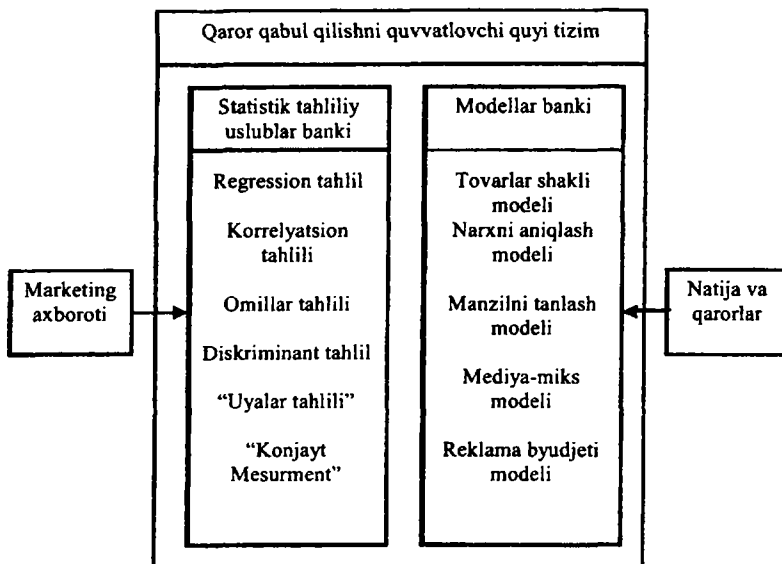 Qaror qabul qilishni quvvatlovchi quyi tizim
Statistik tahliliy
uslublar banki
Regression tahlil
Korrelyatsion
tahlili
Omillar tahlili
Diskriminant tahlil
“Uyalar tahlili”
“Konjayt
Mesurment”
Modellar banki
Tovarlar shakli
modeli
Narxni aniqlash
modeli
Manzilni tanlash
modeli
Mediya-miks
modeli
Reklama byudjeti
modeli
Marketing
axboroti
Natija va
qarorlar